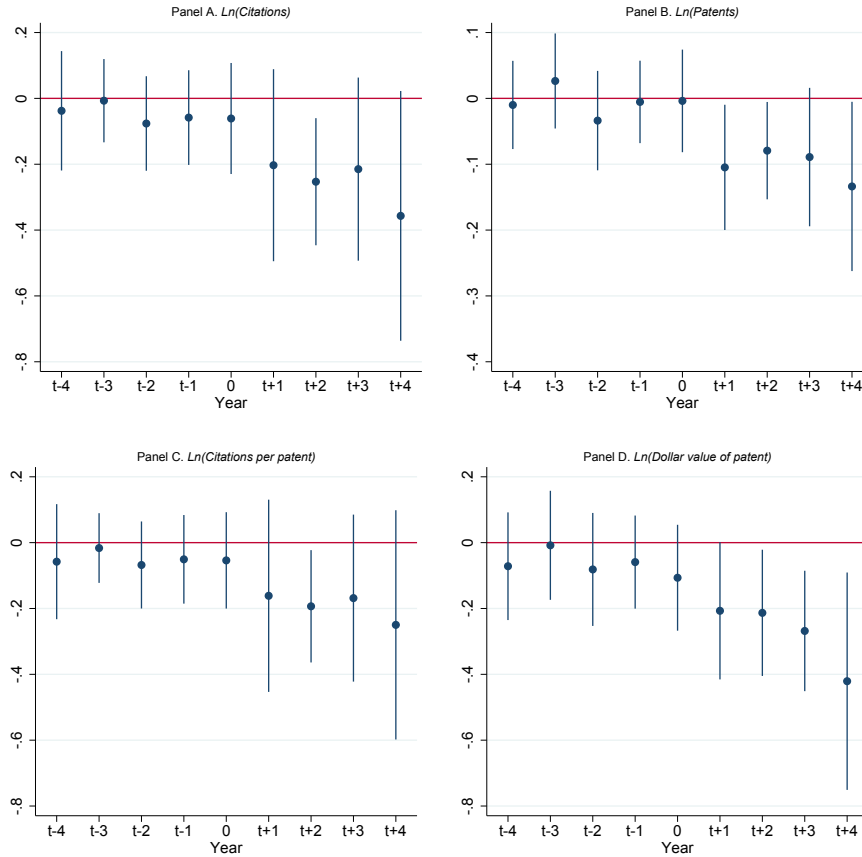 Panel A. Ln(Citations)
.2
0
-.2
-.4
-.6
-.8
t-4 t-3 t-2 t-1 0 t+1 t+2 t+3 t+4
Year
Panel B. Ln(Patents)
.1
0
-.1
-.2
-.3
-.4
t-4 t-3 t-2 t-1 0 t+1 t+2 t+3 t+4
Year
Panel C. Ln(Citations per patent)
.2
0
-.2
-.4
-.6
-.8
t-4 t-3 t-2 t-1 0 t+1 t+2 t+3 t+4
Year
Panel D. Ln(Dollar value of patent)
.2
0
-.2
-.4
-.6
-.8
t-4 t-3 t-2 t-1 0 t+1 t+2 t+3 t+4
Year